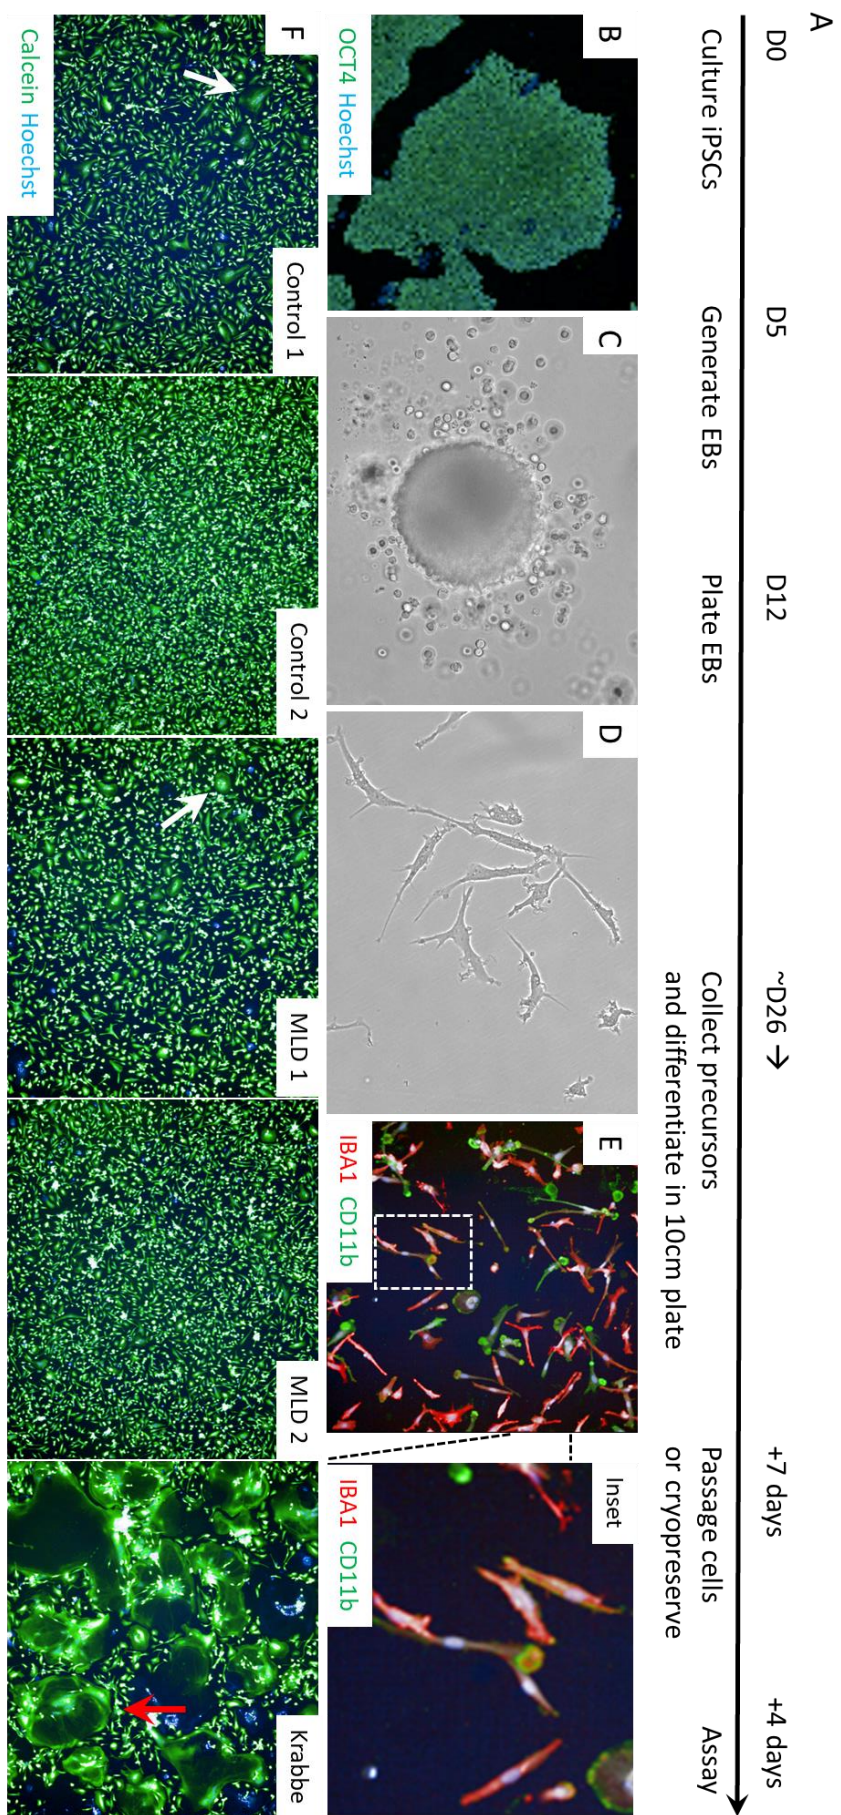 A
D0
D5
D12
~D26 →
+7 days
+4 days
Culture iPSCs
Generate EBs
Plate EBs
Collect precursors
and differentiate in 10cm plate
Passage cells
or cryopreserve
Assay
B
OCT4 Hoechst
C
D
E
IBA1 CD11b
Inset
IBA1 CD11b
F
Calcein Hoechst
Control 1
Control 2
MLD 1
MLD 2
Krabbe